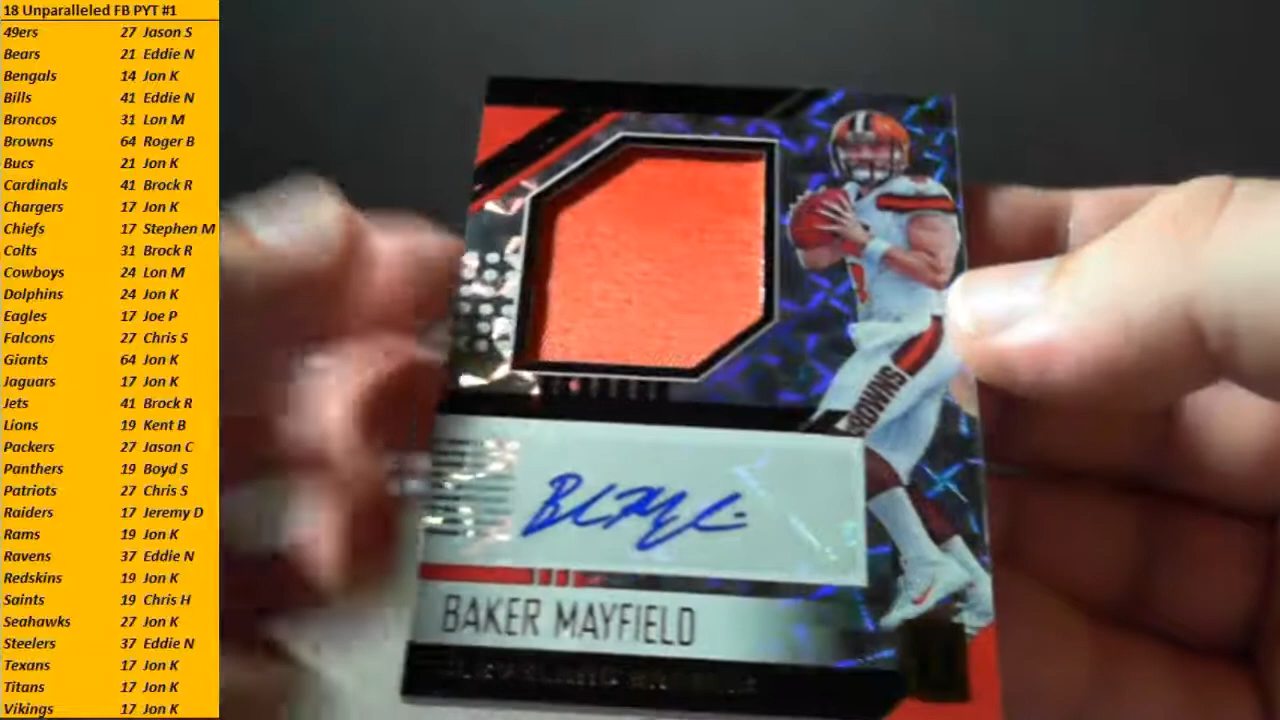 18 Unparalleled FB PYT #1
49ers 27 Jason S
Bears 21 Eddie N
Bengals 14 Jon K
Bills 41 Eddie N
Broncos 31 Lon M
Browns 64 Roger B
Bucs 21 Jon K
Cardinals 41 Brock R
Chargers 17 Jon K
Chiefs 17 Stephen M
Colts 31 Brock R
Cowboys 24 Lon M
Dolphins 24 Jon K
Eagles 17 Joe P
Falcons 27 Chris S
Giants 64 Jon K
Jaguars 17 Jon K
Jets 41 Brock R
Lions 19 Kent B
Packers 27 Jason C
Panthers 19 Boyd S
Patriots 27 Chris S
Raiders 17 Jeremy D
Rams 19 Jon K
Ravens 37 Eddie N
Redskins 19 Jon K
Saints 19 Chris H
Seahawks 27 Jon K
Steelers 37 Eddie N
Texans 17 Jon K
Titans 17 Jon K
Vikings 17 Jon K
BROWNS
BAKER MAYFIELD